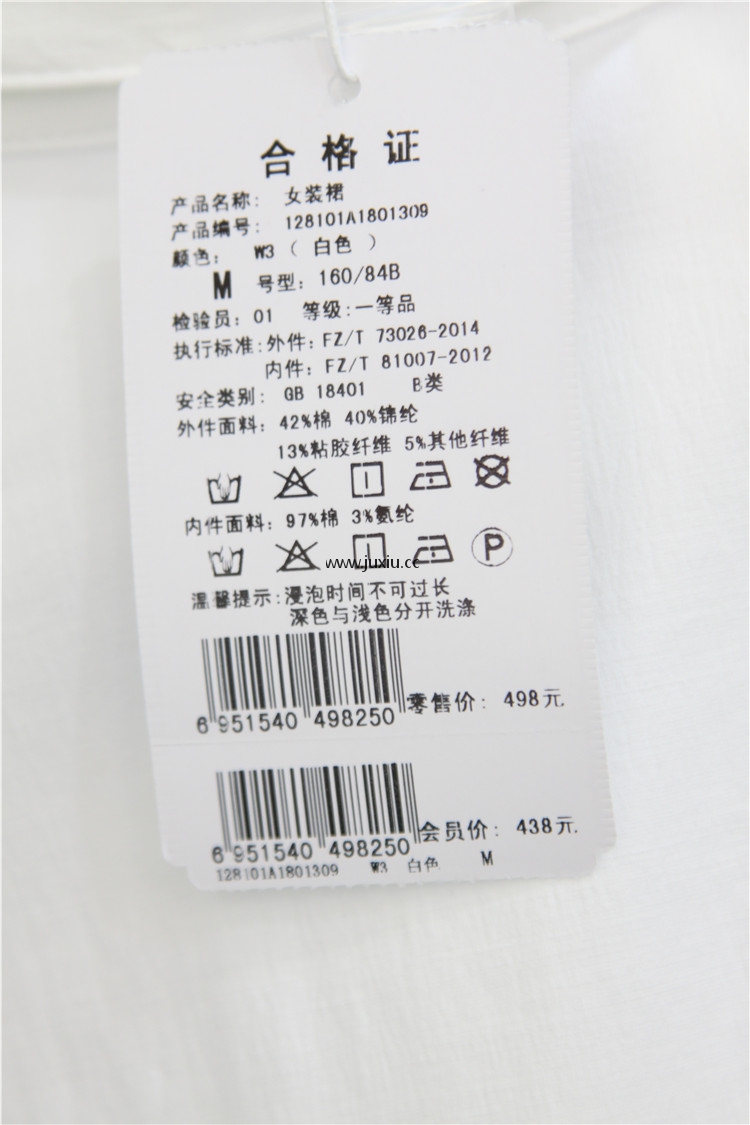 合格证
产品名称: 女装裙
产品编号: 128101A1801309
颜色: W3 ( 白色 )
M 号型: 160/84B
检验员: 01 等级:一等品
执行标准:外件: FZ/T 73026-2014
内件: FZ/T 81007-2012
安全类别: GB 18401 B类
外件面料: 42%棉 40%锦纶
13%粘胶纤维 5%其他纤维
内件面料: 97%棉 3%氨纶
P
www.juxiu.cc
温馨提示:浸泡时间不可过长
深色与浅色分开洗涤
6 951540 498250 零售价: 498元
6 951540 498250 会员价: 438元
128101A1801309 W3 白色 M